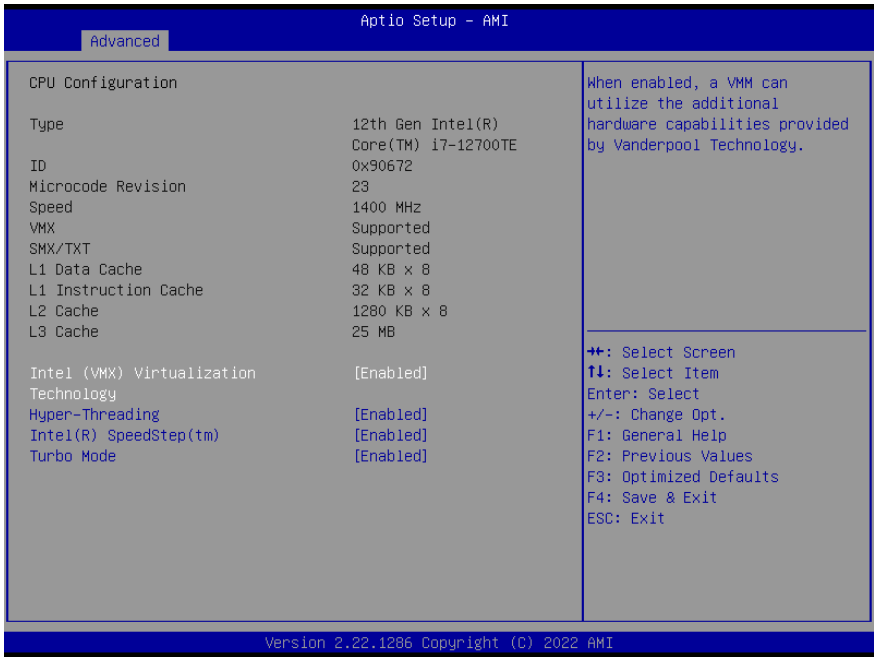 Aptio Setup – AMI
Advanced
CPU Configuration
Type 12th Gen Intel(R)
Core(TM) i7-12700TE
ID 0x90672
Microcode Revision 23
Speed 1400 MHz
VMX Supported
SMX/TXT Supported
L1 Data Cache 48 KB x 8
L1 Instruction Cache 32 KB x 8
L2 Cache 1280 KB x 8
L3 Cache 25 MB
Intel (VMX) Virtualization [Enabled]
Technology
Hyper-Threading [Enabled]
Intel(R) SpeedStep(tm) [Enabled]
Turbo Mode [Enabled]
When enabled, a VMM can
utilize the additional
hardware capabilities provided
by Vanderpool Technology.
→←: Select Screen
↑↓: Select Item
Enter: Select
+/-: Change Opt.
F1: General Help
F2: Previous Values
F3: Optimized Defaults
F4: Save & Exit
ESC: Exit
Version 2.22.1286 Copyright (C) 2022 AMI